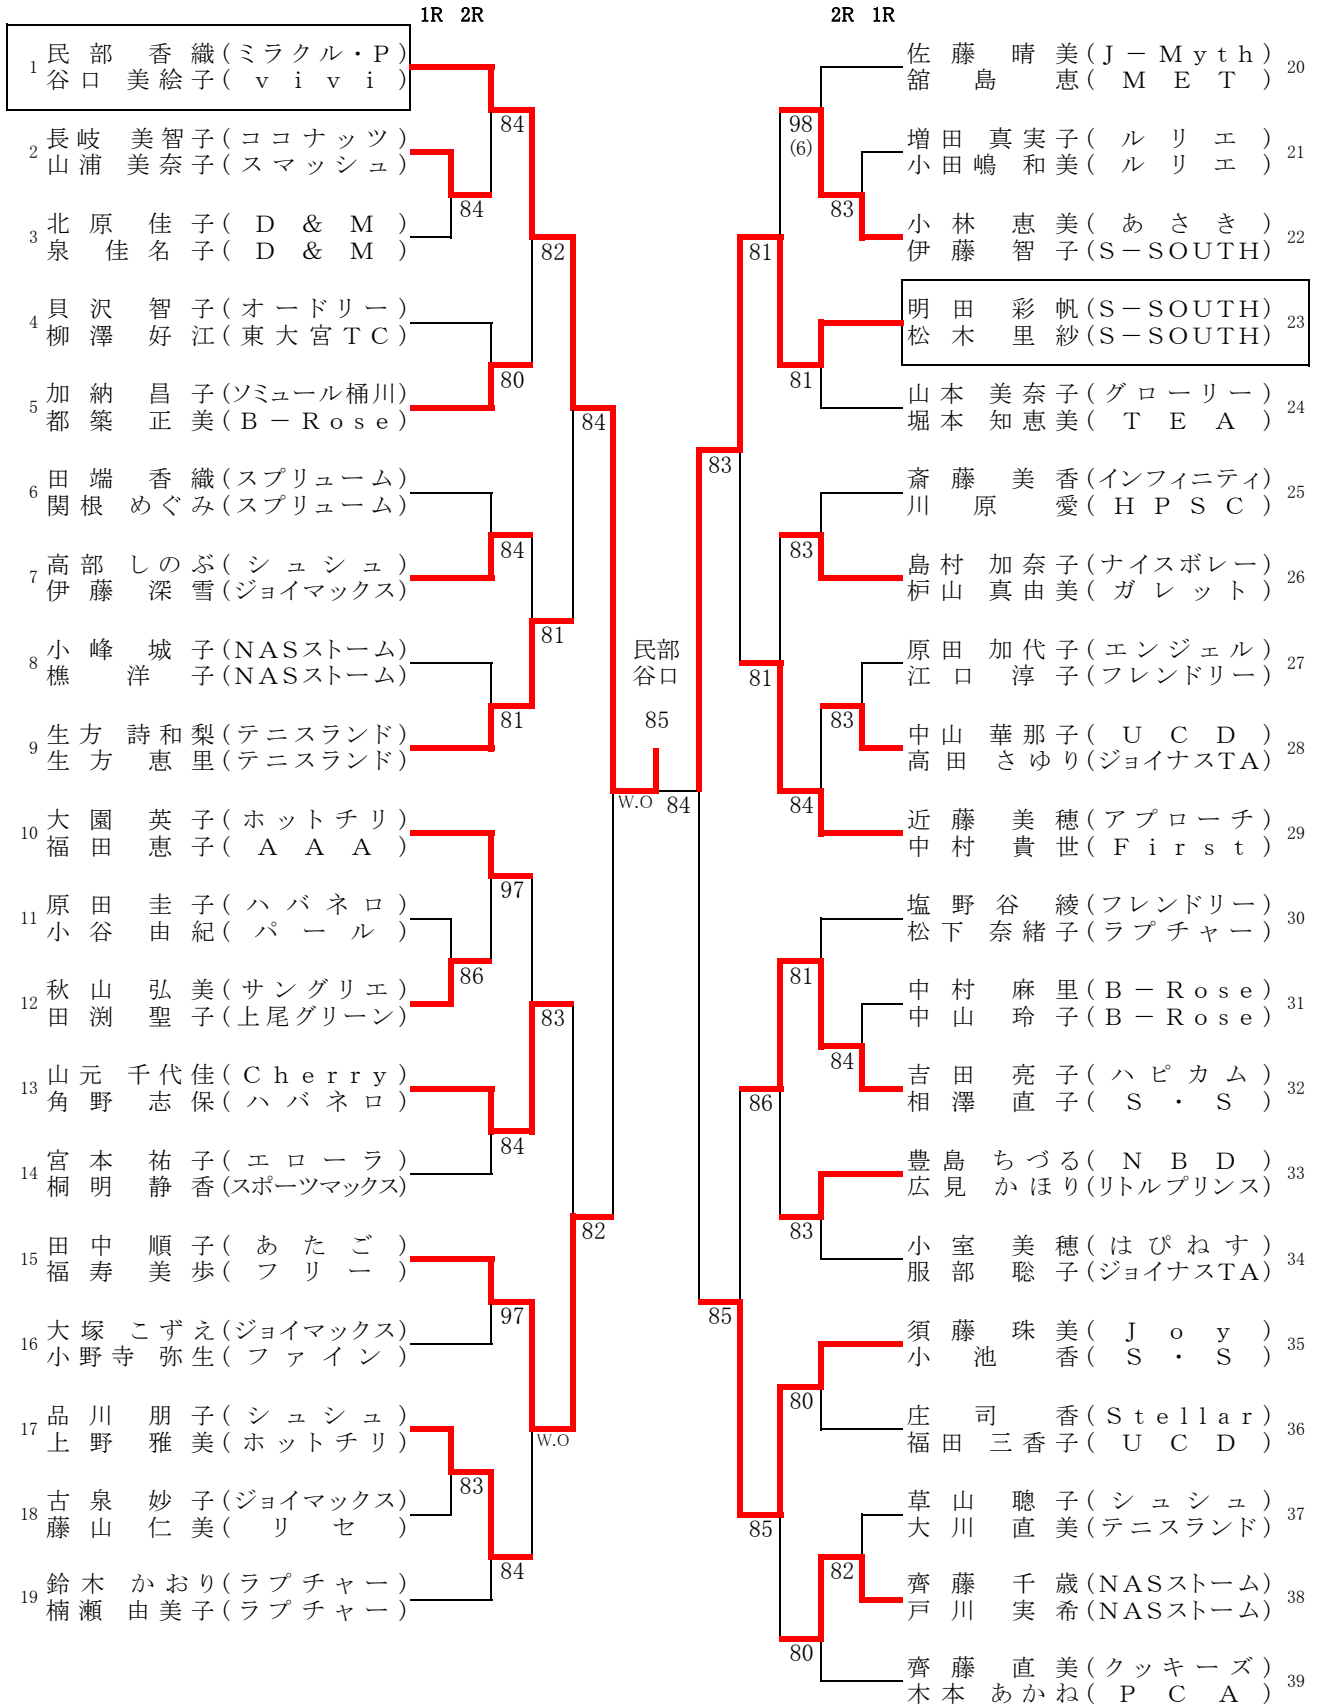 1R 2R
1 民部 香織(ミラクル・P)
谷口 美絵子(vivi)
2 長岐 美智子(ココナッツ)
山浦 美奈子(スマッシュ)
3 北原 佳子(D&M)
泉 佳名子(D&M)
4 貝沢 智子(オードリー)
柳澤 好江(東大宮TC)
5 加納 昌子(ソミュール桶川)
都築 正美(B-Rose)
6 田端 香織(スプリューム)
関根 めぐみ(スプリューム)
7 高部 しのぶ(シュシュ)
伊藤 深雪(ジョイマックス)
8 小峰 城子(NASストーム)
樵 洋子(NASストーム)
9 生方 詩和梨(テニスランド)
生方 恵里(テニスランド)
10 大園 英子(ホットチリ)
福田 恵子(AAA)
11 原田 圭子(ハバネロ)
小谷 由紀(パール)
12 秋山 弘美(サングリエ)
田渕 聖子(上尾グリーン)
13 山元 千代佳(Cherry)
角野 志保(ハバネロ)
14 宮本 祐子(エローラ)
桐明 静香(スポーツマックス)
15 田中 順子(あたご)
福寿 美歩(フリー)
16 大塚 こずえ(ジョイマックス)
小野寺 弥生(ファイン)
17 品川 朋子(シュシュ)
上野 雅美(ホットチリ)
18 古泉 妙子(ジョイマックス)
藤山 仁美(リセ)
19 鈴木 かおり(ラプチャー)
楠瀬 由美子(ラプチャー)
84
84
82
80
84
84
81
81
97
86
83
84
82
97
W.O
83
84
民部
谷口
85
W.O 84
2R 1R
佐藤 晴美(J-Myth) 20
舘島 恵(MET)
増田 真実子(ルリエ) 21
小田嶋 和美(ルリエ)
小林 恵美(あさき) 22
伊藤 智子(S-SOUTH)
明田 彩帆(S-SOUTH) 23
松木 里紗(S-SOUTH)
山本 美奈子(グローリー) 24
堀本 知恵美(TEA)
斎藤 美香(インフィニティ) 25
川原 愛(HPSC)
島村 加奈子(ナイスボレー) 26
枦山 真由美(ガレット)
原田 加代子(エンジェル) 27
江口 淳子(フレンドリー)
中山 華那子(UCD) 28
高田 さゆり(ジョイナスTA)
近藤 美穂(アプローチ) 29
中村 貴世(First)
塩野谷 綾(フレンドリー) 30
松下 奈緒子(ラプチャー)
中村 麻里(B-Rose) 31
中山 玲子(B-Rose)
吉田 亮子(ハピカム) 32
相澤 直子(S・S)
豊島 ちづる(NBD) 33
広見 かほり(リトルプリンス)
小室 美穂(はぴねす) 34
服部 聡子(ジョイナスTA)
須藤 珠美(Joy) 35
小池 香(S・S)
庄司 香(Stellar) 36
福田 三香子(UCD)
草山 聰子(シュシュ) 37
大川 直美(テニスランド)
齊藤 千歳(NASストーム) 38
戸川 実希(NASストーム)
齊藤 直美(クッキーズ) 39
木本 あかね(PCA)
98
(6)
83
81
81
83
83
81
83
84
81
84
86
83
85
80
85
82
80